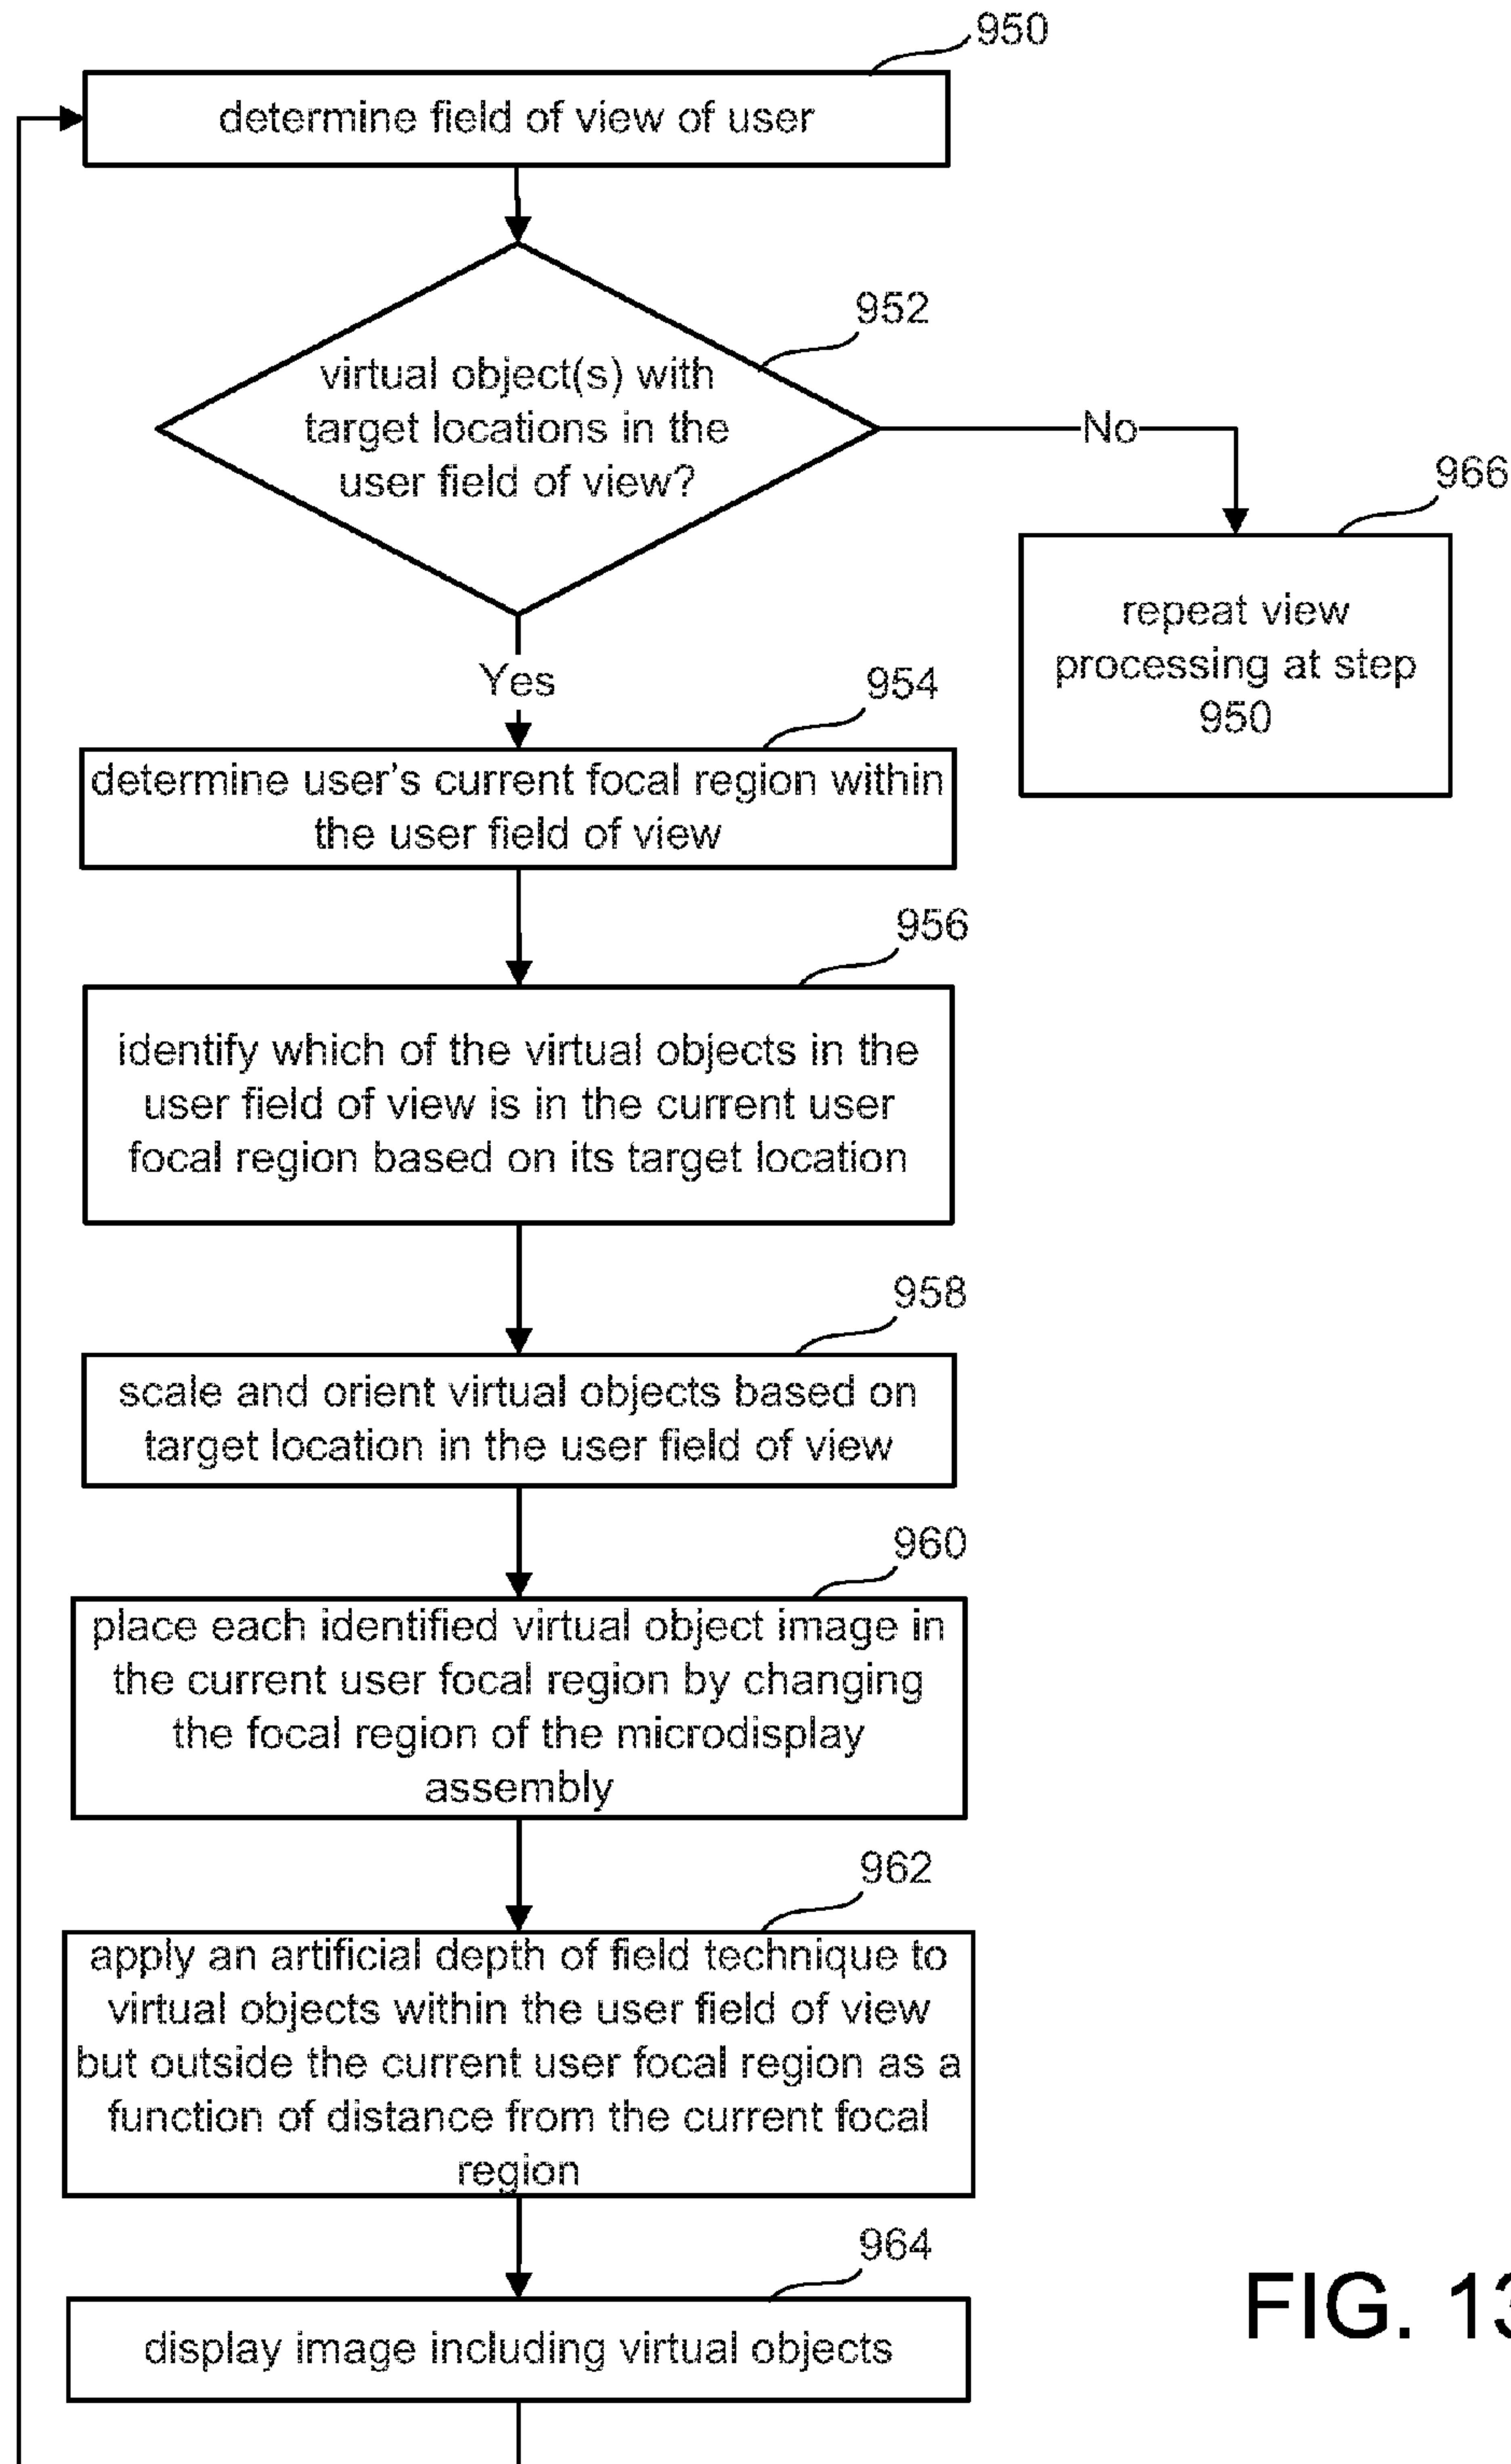 950
determine field of view of user
952
virtual object(s) with
target locations in the
user field of view?
No
966
repeat view
processing at step
950
Yes
954
determine user's current focal region within
the user field of view
956
identify which of the virtual objects in the
user field of view is in the current user
focal region based on its target location
958
scale and orient virtual objects based on
target location in the user field of view
960
place each identified virtual object image in
the current user focal region by changing
the focal region of the microdisplay
assembly
962
apply an artificial depth of field technique to
virtual objects within the user field of view
but outside the current user focal region as a
function of distance from the current focal
region
964
display image including virtual objects
FIG. 13